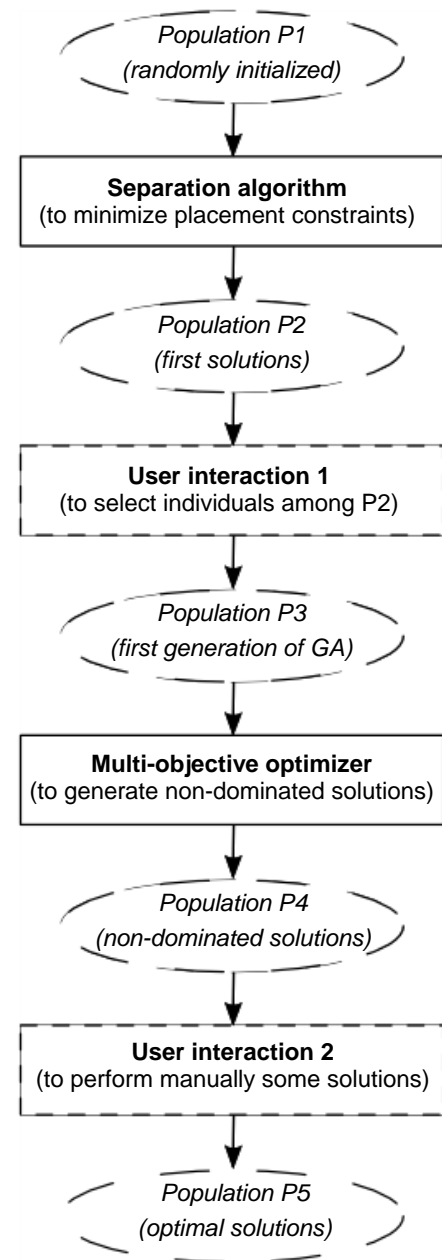 Population P1
(randomly initialized)
Separation algorithm
(to minimize placement constraints)
Population P2
(first solutions)
User interaction 1
(to select individuals among P2)
Population P3
(first generation of GA)
Multi-objective optimizer
(to generate non-dominated solutions)
Population P4
(non-dominated solutions)
User interaction 2
(to perform manually some solutions)
Population P5
(optimal solutions)